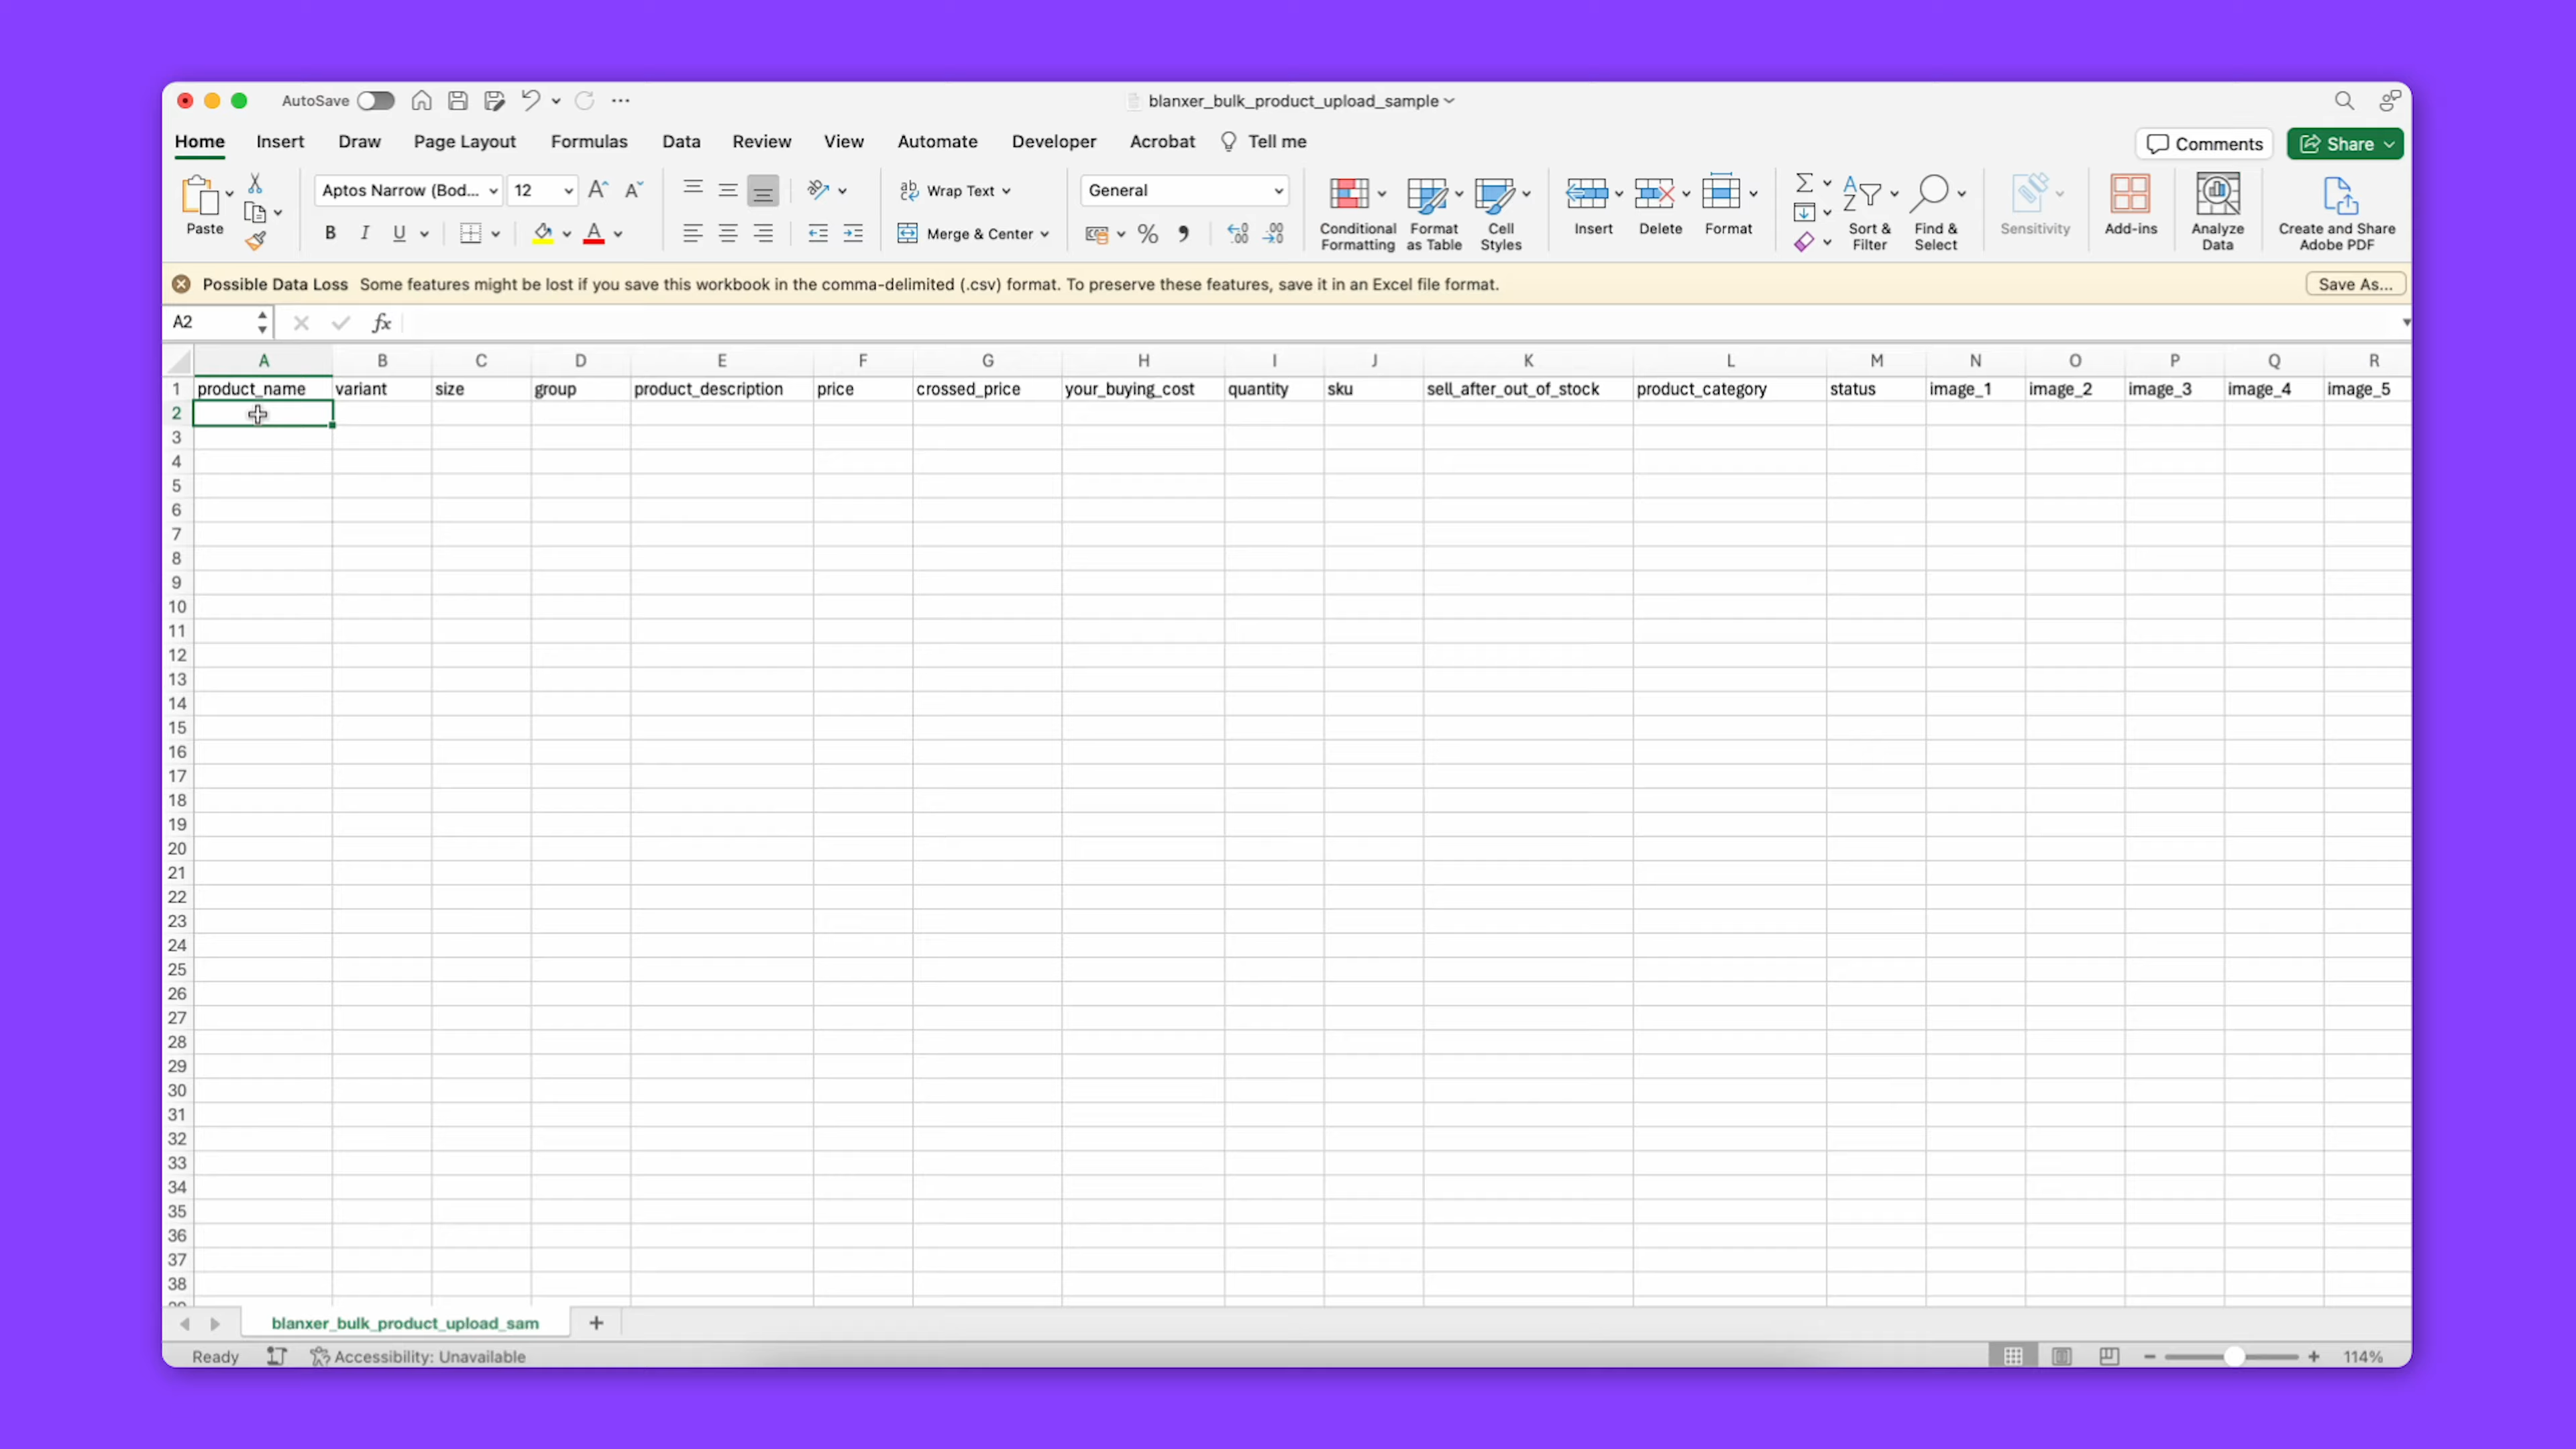 AutoSave
blanxer_bulk_product_upload_sample
Home Insert Draw Page Layout Formulas Data Review View Automate Developer Acrobat Tell me
Comments Share
Paste
Aptos Narrow (Bod... 12
B I U A
Wrap Text
Merge & Center
General
Conditional Formatting
Format as Table
Cell Styles
Insert
Delete
Format
Sort & Filter
Find & Select
Sensitivity
Add-ins
Analyze Data
Create and Share Adobe PDF
Possible Data Loss Some features might be lost if you save this workbook in the comma-delimited (.csv) format. To preserve these features, save it in an Excel file format. Save As...
A2 fx
A B C D E F G H I J K L M N O P Q R
1 product_name variant size group product_description price crossed_price your_buying_cost quantity sku sell_after_out_of_stock product_category status image_1 image_2 image_3 image_4 image_5
2
3
4
5
6
7
8
9
10
11
12
13
14
15
16
17
18
19
20
21
22
23
24
25
26
27
28
29
30
31
32
33
34
35
36
37
38
blanxer_bulk_product_upload_sam +
Ready Accessibility: Unavailable 114%